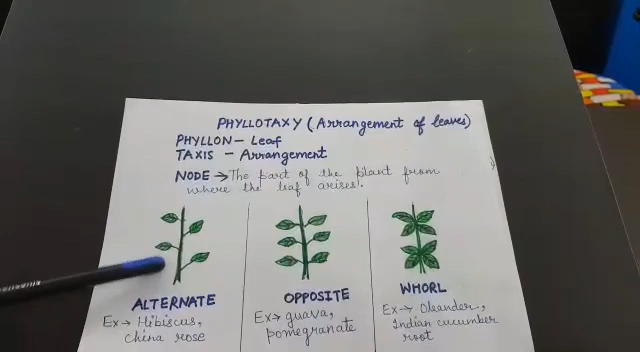 PHYLLOTAXY (Arrangement of leaves)
PHYLLON - Leaf
TAXIS - Arrangement
NODE → The part of the plant from
where the leaf arises.
ALTERNATE
Ex → Hibiscus,
China rose
OPPOSITE
Ex → guava,
pomegranate
WHORL
Ex → Oleander,
Indian cucumber
root